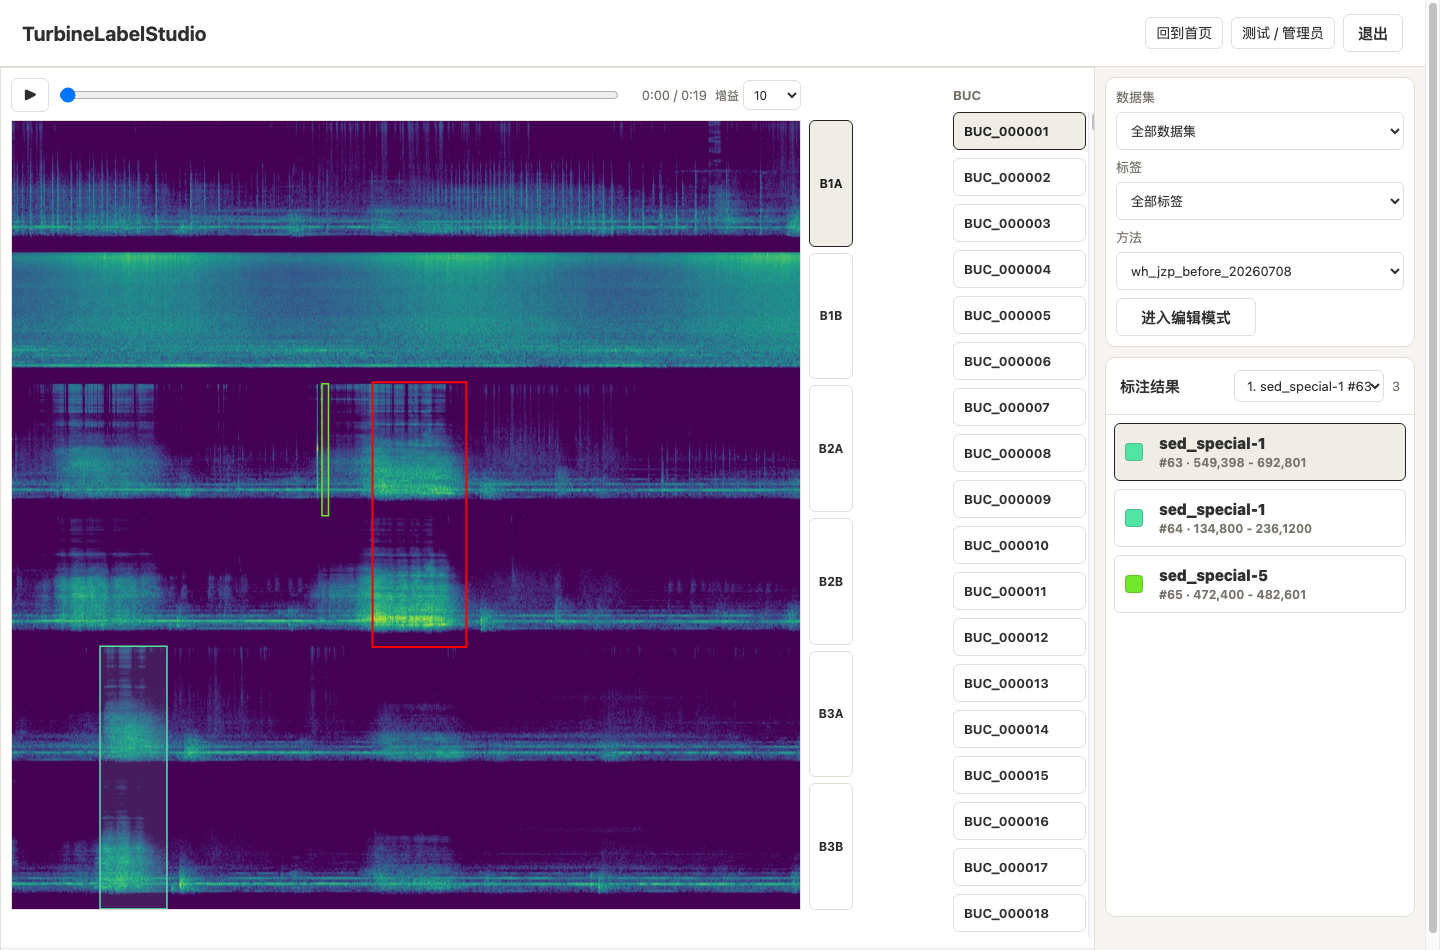 TurbineLabelStudio
回到首页
测试 / 管理员
退出
0:00 / 0:19
增益
10
B1A
B1B
B2A
B2B
B3A
B3B
BUC
BUC_000001
BUC_000002
BUC_000003
BUC_000004
BUC_000005
BUC_000006
BUC_000007
BUC_000008
BUC_000009
BUC_000010
BUC_000011
BUC_000012
BUC_000013
BUC_000014
BUC_000015
BUC_000016
BUC_000017
BUC_000018
数据集
全部数据集
标签
全部标签
方法
wh_jzp_before_20260708
进入编辑模式
标注结果
1. sed_special-1 #63
3
sed_special-1
#63 · 549,398 - 692,801
sed_special-1
#64 · 134,800 - 236,1200
sed_special-5
#65 · 472,400 - 482,601